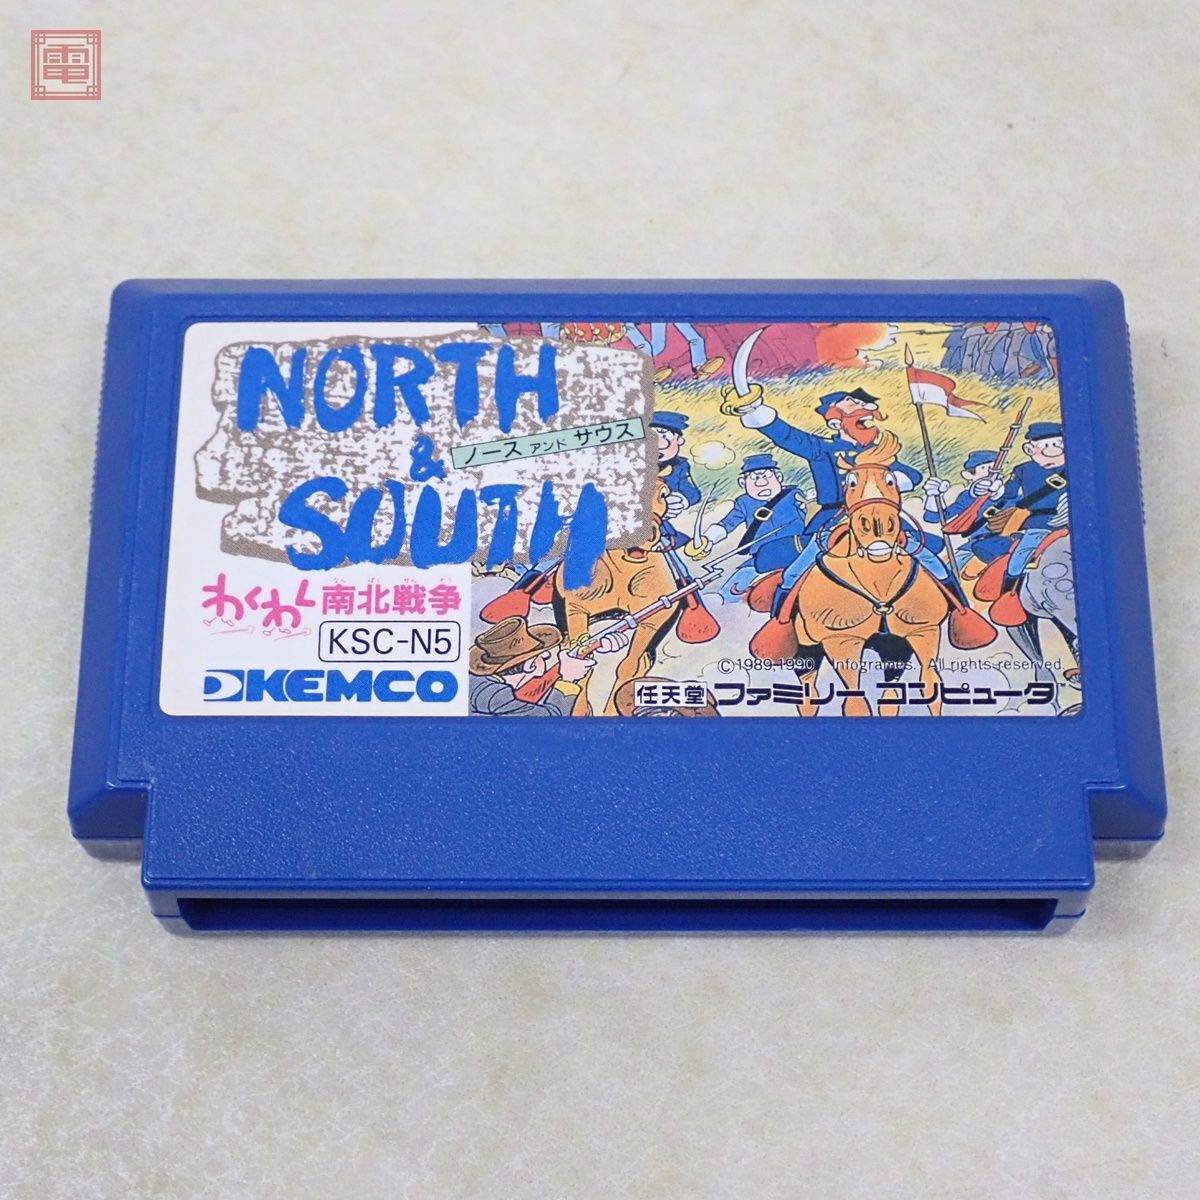 電
NORTH
&
ノース アンド サウス
SOUTH
なん ぼく せん そう
わくわく南北戦争
KSC-N5
KEMCO
©1989,1990 Infogrames. All rights reserved.
任天堂 ファミリー コンピュータ™